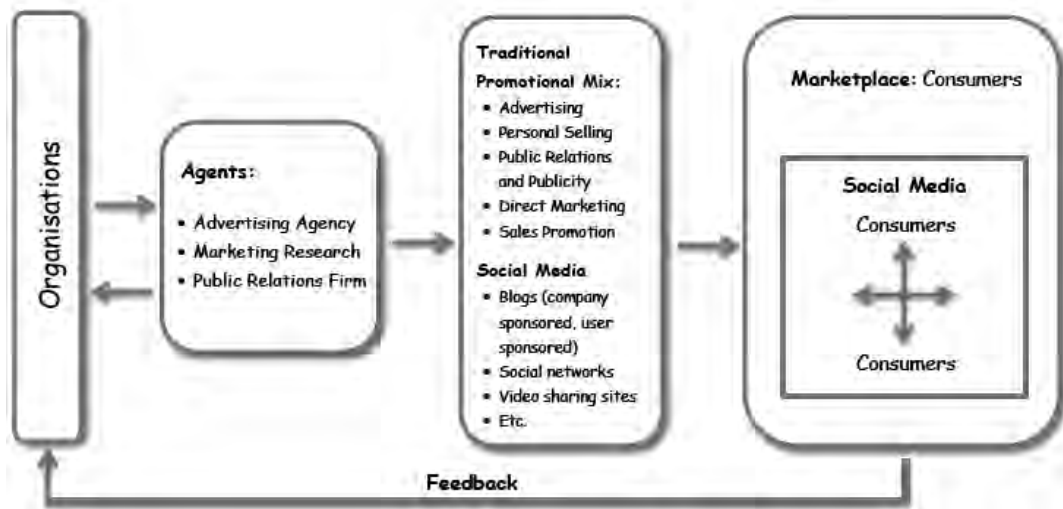 Organisations
Agents:
• Advertising Agency
• Marketing Research
• Public Relations Firm
Traditional
Promotional Mix:
• Advertising
• Personal Selling
• Public Relations
and Publicity
• Direct Marketing
• Sales Promotion
Social Media
• Blogs (company
sponsored, user
sponsored)
• Social networks
• Video sharing sites
• Etc.
Marketplace: Consumers
Social Media
Consumers
Consumers
Feedback